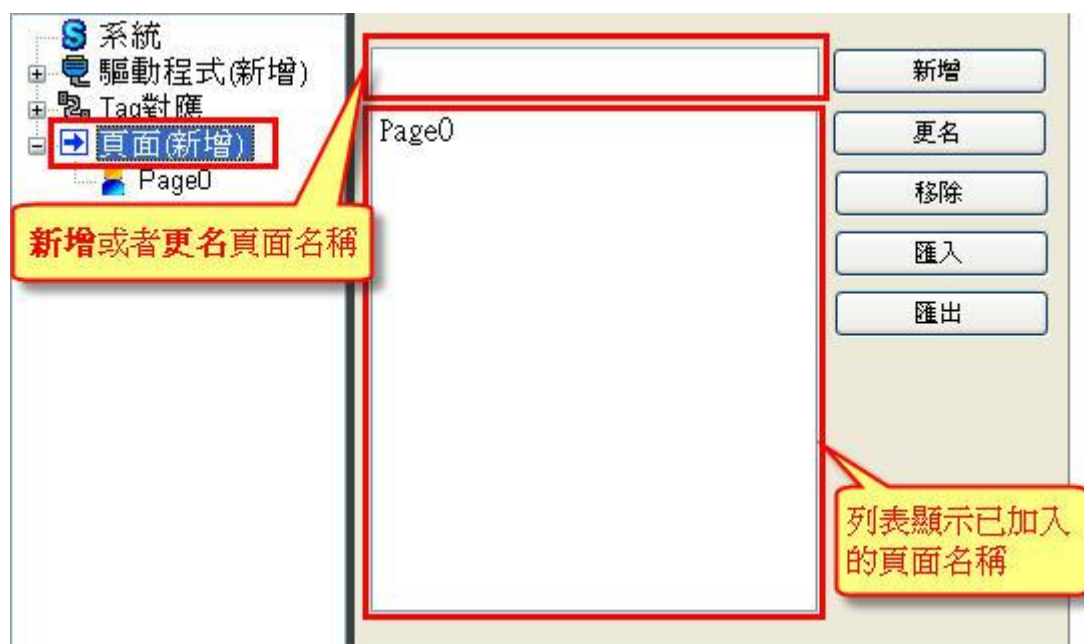 系統
驅動程式(新增)
Tag對應
頁面(新增)
Page0
新增或者更名頁面名稱
Page0
新增
更名
移除
匯入
匯出
列表顯示已加入
的頁面名稱